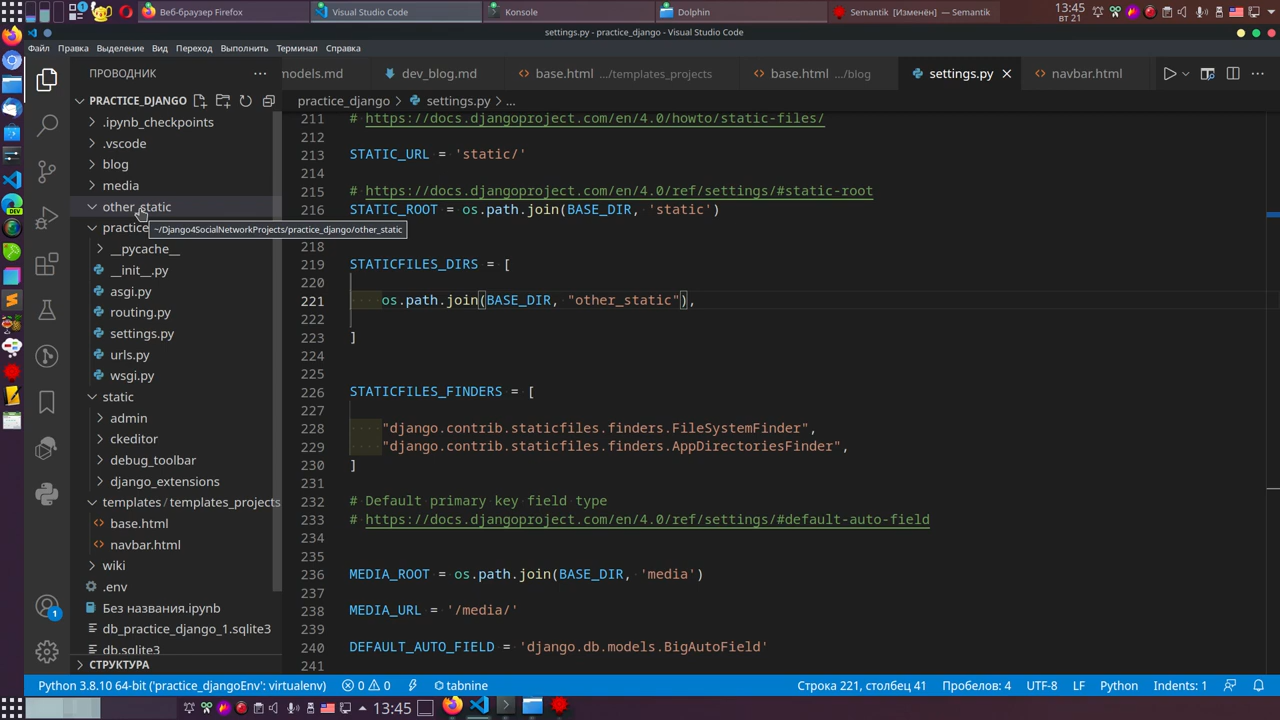 Веб-браузер Firefox
Visual Studio Code
Konsole
Dolphin
Semantik [Изменён] — Semantik
13:45
вт 21
settings.py - practice_django - Visual Studio Code
Файл Правка Выделение Вид Переход Выполнить Терминал Справка
ПРОВОДНИК
models.md
dev_blog.md
base.html .../templates_projects
base.html .../blog
settings.py
navbar.html
PRACTICE_DJANGO
practice_django > settings.py > ...
.ipynb_checkpoints
.vscode
blog
media
other_static
~/Django4SocialNetworkProjects/practice_django/other_static
practice
__pycache__
__init__.py
asgi.py
routing.py
settings.py
urls.py
wsgi.py
static
admin
ckeditor
debug_toolbar
django_extensions
templates/templates_projects
base.html
navbar.html
wiki
.env
Без названия.ipynb
db_practice_django_1.sqlite3
db.sqlite3
СТРУКТУРА
DEV
1
211 # https://docs.djangoproject.com/en/4.0/howto/static-files/
212
213 STATIC_URL = 'static/'
215 # https://docs.djangoproject.com/en/4.0/ref/settings/#static-root
216 STATIC_ROOT = os.path.join(BASE_DIR, 'static')
218
219 STATICFILES_DIRS = [
220
221 os.path.join(BASE_DIR, "other_static"),
222
223 ]
224
225
226 STATICFILES_FINDERS = [
227
228 "django.contrib.staticfiles.finders.FileSystemFinder",
229 "django.contrib.staticfiles.finders.AppDirectoriesFinder",
230 ]
231
232 # Default primary key field type
233 # https://docs.djangoproject.com/en/4.0/ref/settings/#default-auto-field
234
235
236 MEDIA_ROOT = os.path.join(BASE_DIR, 'media')
238 MEDIA_URL = '/media/'
239
240 DEFAULT_AUTO_FIELD = 'django.db.models.BigAutoField'
241
Python 3.8.10 64-bit ('practice_djangoEnv': virtualenv)
0 0
tabnine
Строка 221, столбец 41
Пробелов: 4
UTF-8
LF
Python
Indents: 1
13:45